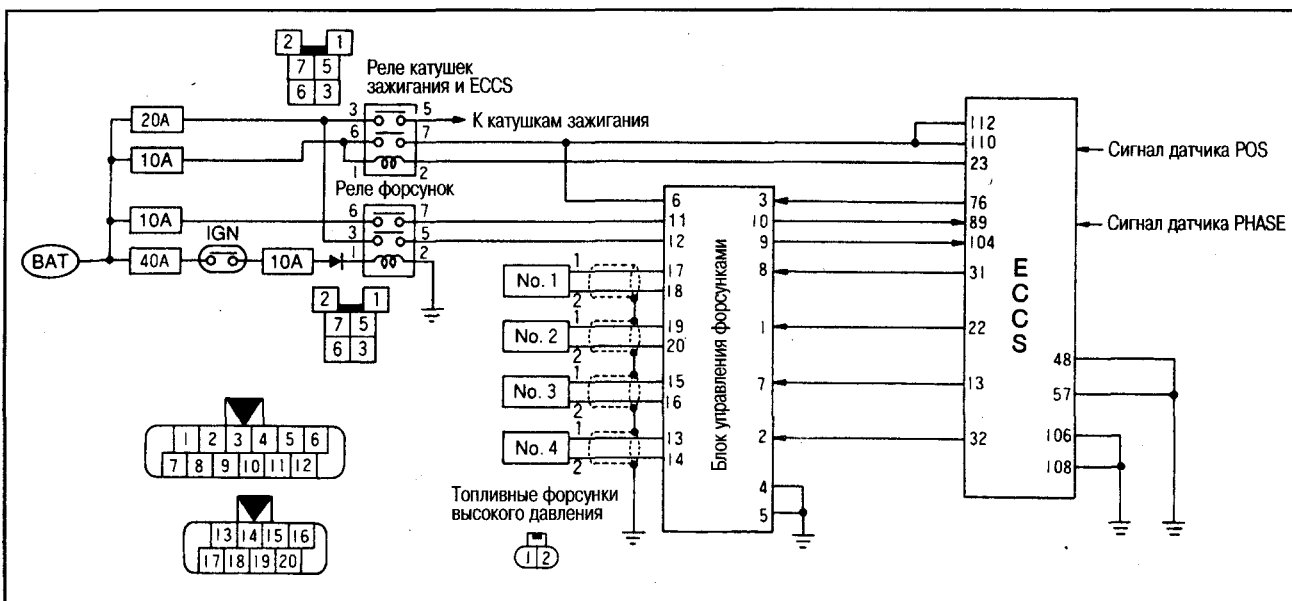 2 1
7 5
6 3
Реле катушек
зажигания и ECCS
20A
3 5
К катушкам зажигания
6 7
10A
1 2
112
110
23
Сигнал датчика POS
Реле форсунок
10A
6 7
3 5
IGN
BAT
40A
10A
1 2
6 3
76
11 10
89
12 9
104
8
31
Сигнал датчика PHASE
2 1
7 5
6 3
No. 1
1 17
2 18
No. 2
1 19
2 20
No. 3
1 15
2 16
No. 4
1 13
2 14
Блок управления форсунками
1
22
7
13
2
32
4
5
ECCS
48
57
106
108
1 2 3 4 5 6
7 8 9 10 11 12
13 14 15 16
17 18 19 20
Топливные форсунки
высокого давления
1 2